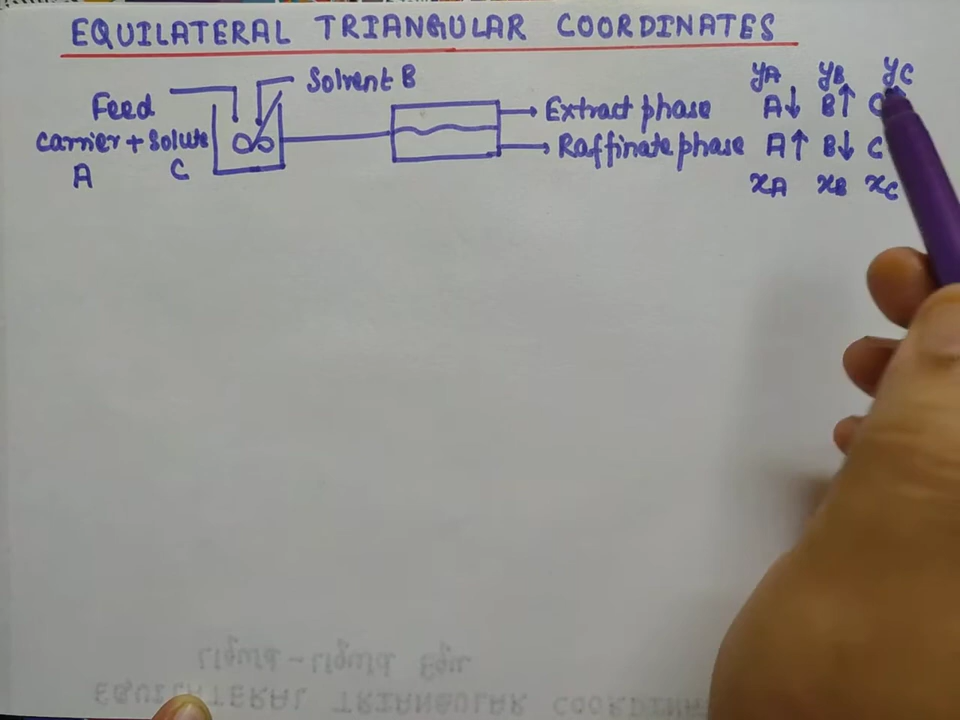 EQUILATERAL TRIANGULAR COORDINATES
Solvent B
yA yB yC
Feed
Extract phase A↓ B↑
Carrier + Solute
Raffinate phase A↑ B↓ C
A C
xA xB xC